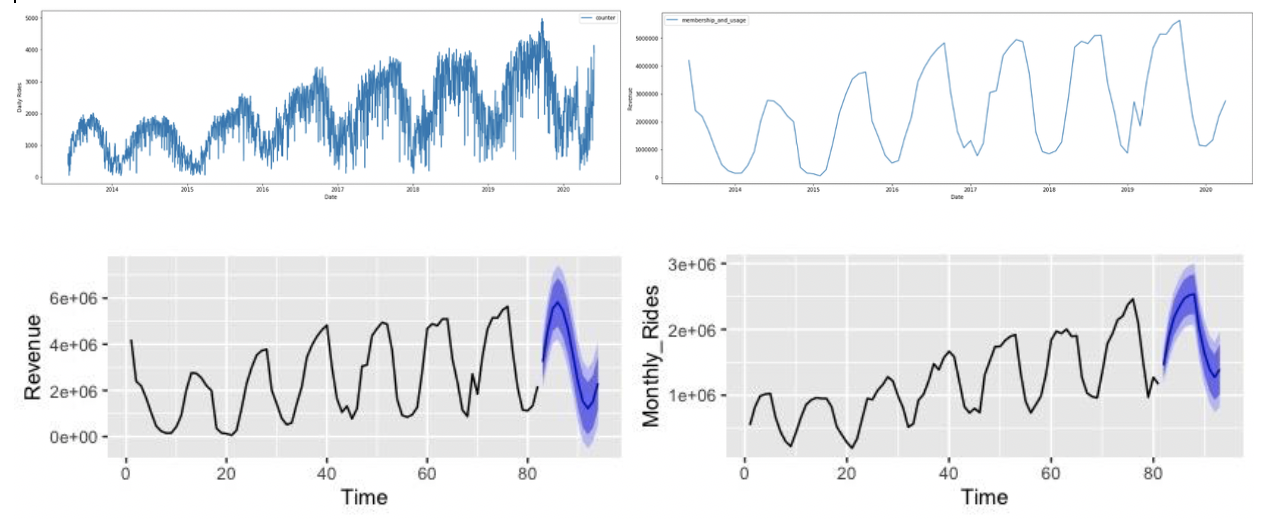 counter
Daily Rides
5000
4000
3000
2000
1000
0
2014
2015
2016
2017
2018
2019
2020
Date
membership_and_usage
Revenue
5000000
4000000
3000000
2000000
1000000
0
2014
2015
2016
2017
2018
2019
2020
Date
Revenue
6e+06
4e+06
2e+06
0e+00
0
20
40
60
80
Time
Monthly_Rides
3e+06
2e+06
1e+06
0
20
40
60
80
Time